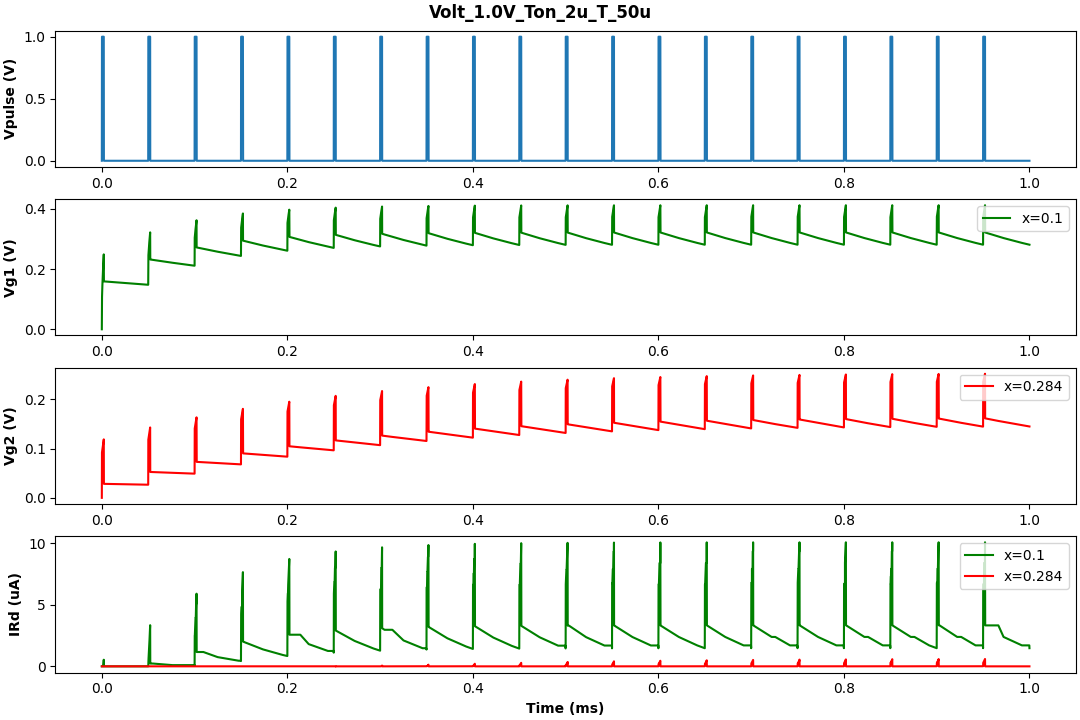 Volt_1.0V_Ton_2u_T_50u
1.0
0.5
0.0
Vpulse (V)
0.0 0.2 0.4 0.6 0.8 1.0
0.4
0.2
0.0
Vg1 (V)
x=0.1
0.0 0.2 0.4 0.6 0.8 1.0
0.2
0.1
0.0
Vg2 (V)
x=0.284
0.0 0.2 0.4 0.6 0.8 1.0
10
5
0
IRd (uA)
x=0.1
x=0.284
0.0 0.2 0.4 0.6 0.8 1.0
Time (ms)